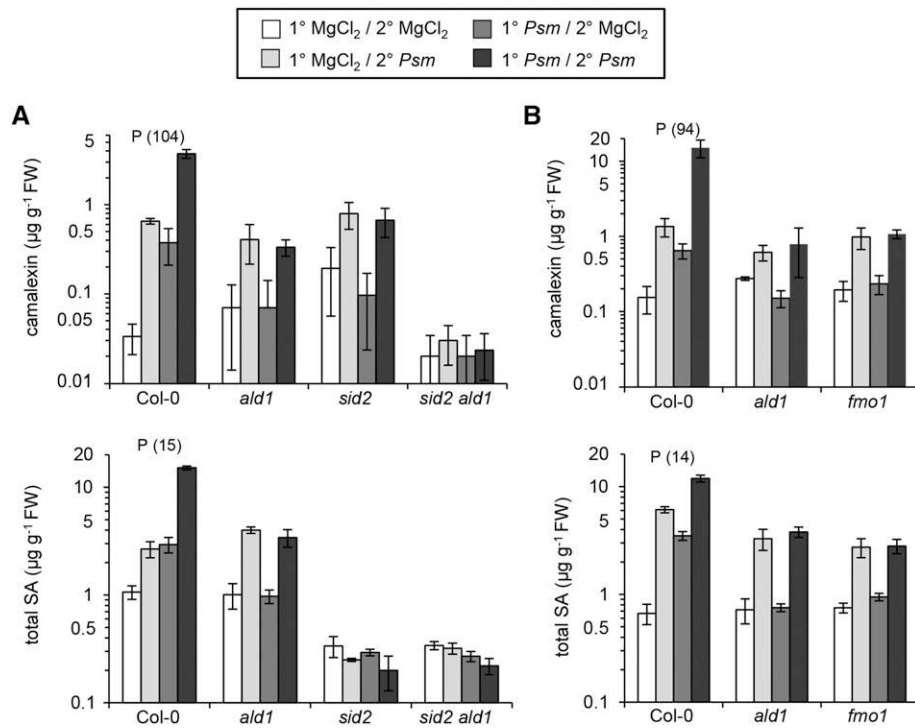 1° MgCl₂ / 2° MgCl₂ 1° Psm / 2° MgCl₂
1° MgCl₂ / 2° Psm 1° Psm / 2° Psm
A
P (104)
camalexin (µg g⁻¹ FW)
5
1
0.5
0.1
0.05
0.01
Col-0 ald1 sid2 sid2 ald1
B
P (94)
camalexin (µg g⁻¹ FW)
20
10
5
1
0.5
0.1
0.01
Col-0 ald1 fmo1
P (15)
total SA (µg g⁻¹ FW)
20
10
5
1
0.5
0.1
Col-0 ald1 sid2 sid2 ald1
P (14)
total SA (µg g⁻¹ FW)
20
10
5
1
0.5
0.1
Col-0 ald1 fmo1